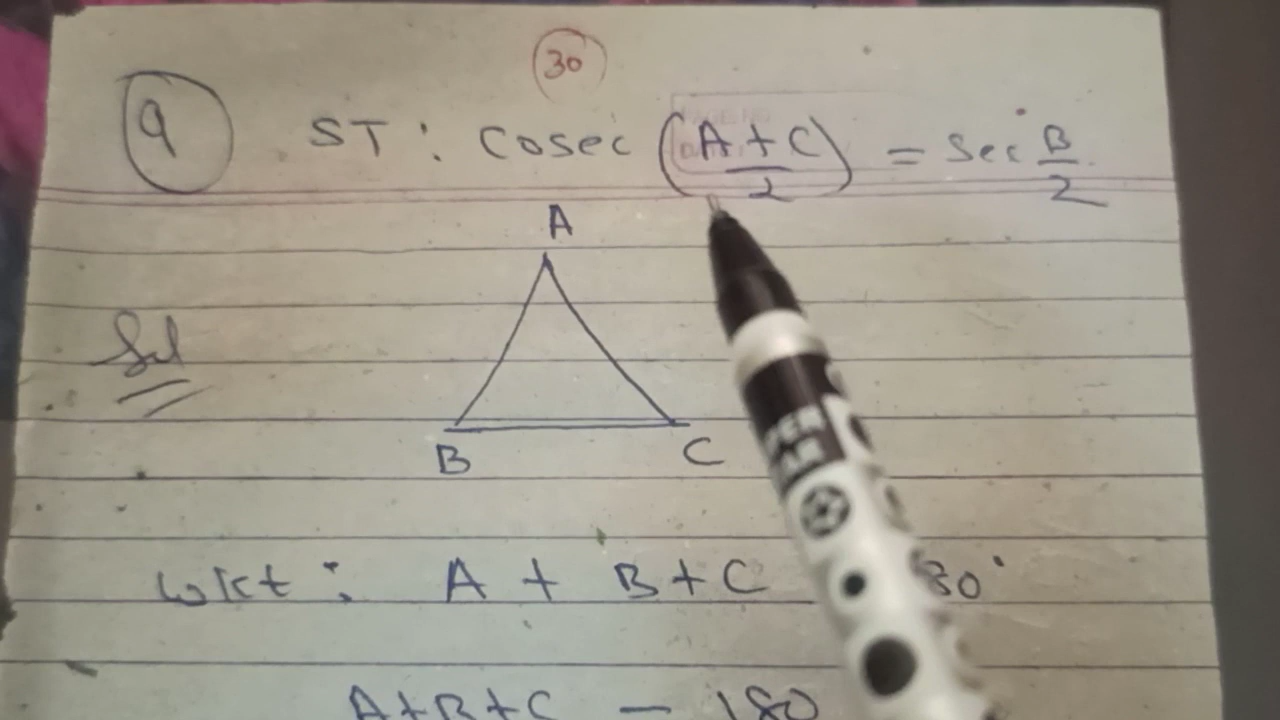 30
9 ST: Cosec (A+C/2) = Sec B/2
A
Sol
B C
wkt: A + B+C 80°
A+B+C = 180